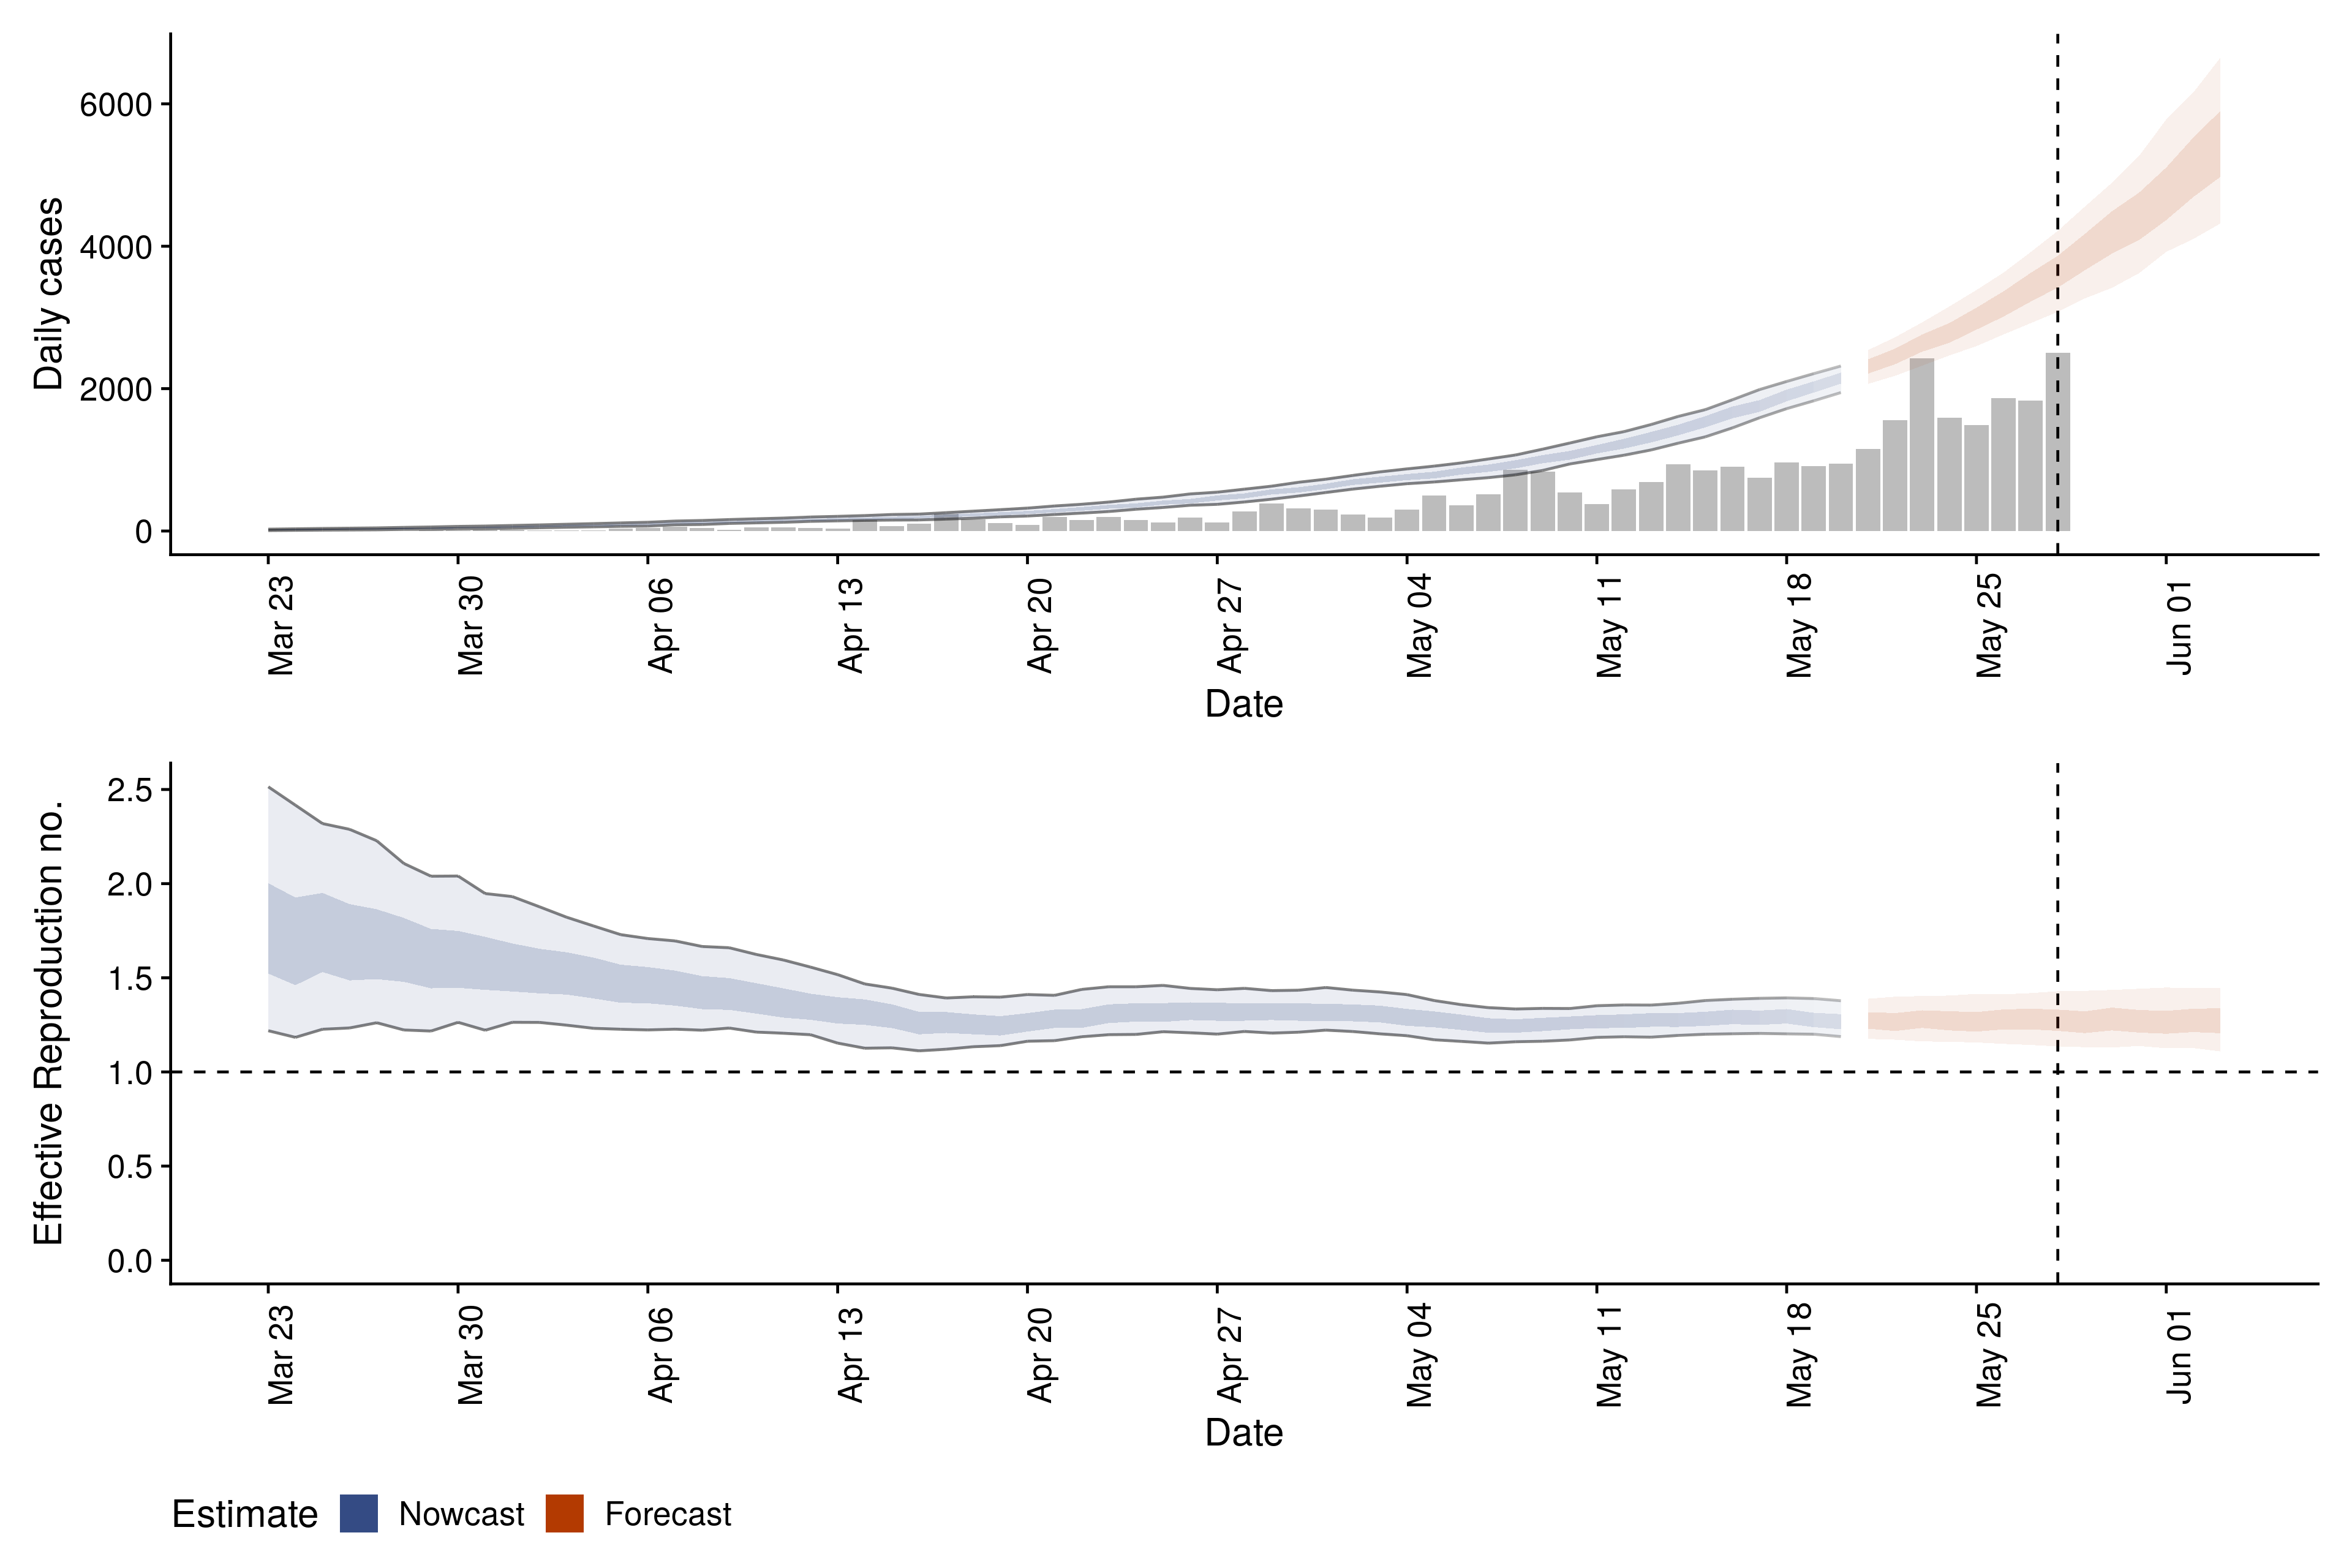 Daily cases
6000
4000
2000
0
Mar 23
Mar 30
Apr 06
Apr 13
Apr 20
Apr 27
May 04
May 11
May 18
May 25
Jun 01
Date
Effective Reproduction no.
2.5
2.0
1.5
1.0
0.5
0.0
Mar 23
Mar 30
Apr 06
Apr 13
Apr 20
Apr 27
May 04
May 11
May 18
May 25
Jun 01
Date
Estimate Nowcast Forecast